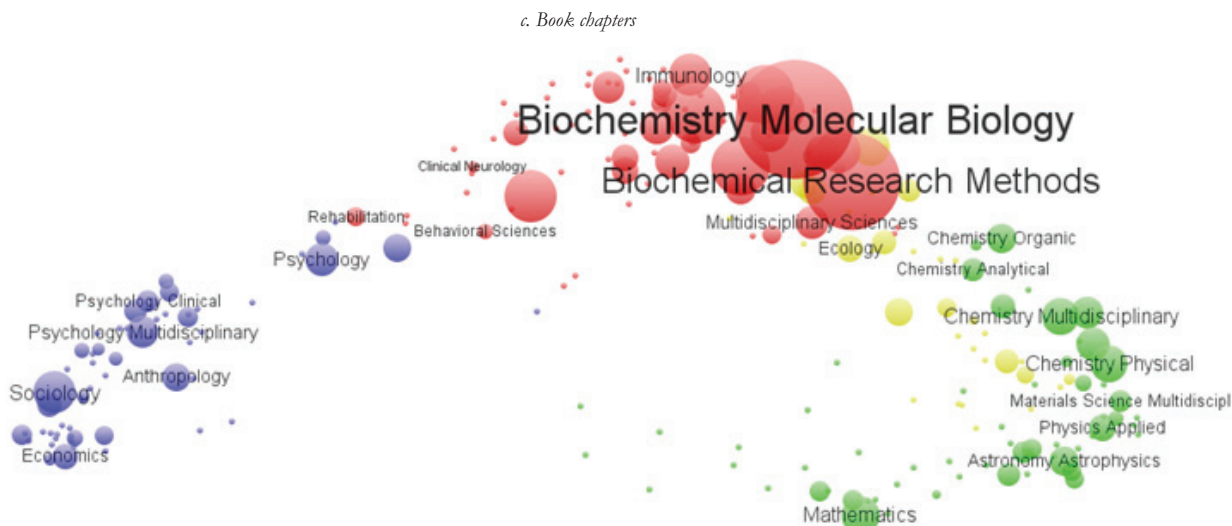 c. Book chapters
Immunology
Biochemistry Molecular Biology
Clinical Neurology
Biochemical Research Methods
Rehabilitation
Behavioral Sciences
Multidisciplinary Sciences
Psychology
Ecology
Chemistry Organic
Chemistry Analytical
Psychology Clinical
Psychology Multidisciplinary
Chemistry Multidisciplinary
Anthropology
Chemistry Physical
Sociology
Materials Science Multidiscipl
Physics Applied
Economics
Astronomy Astrophysics
Mathematics